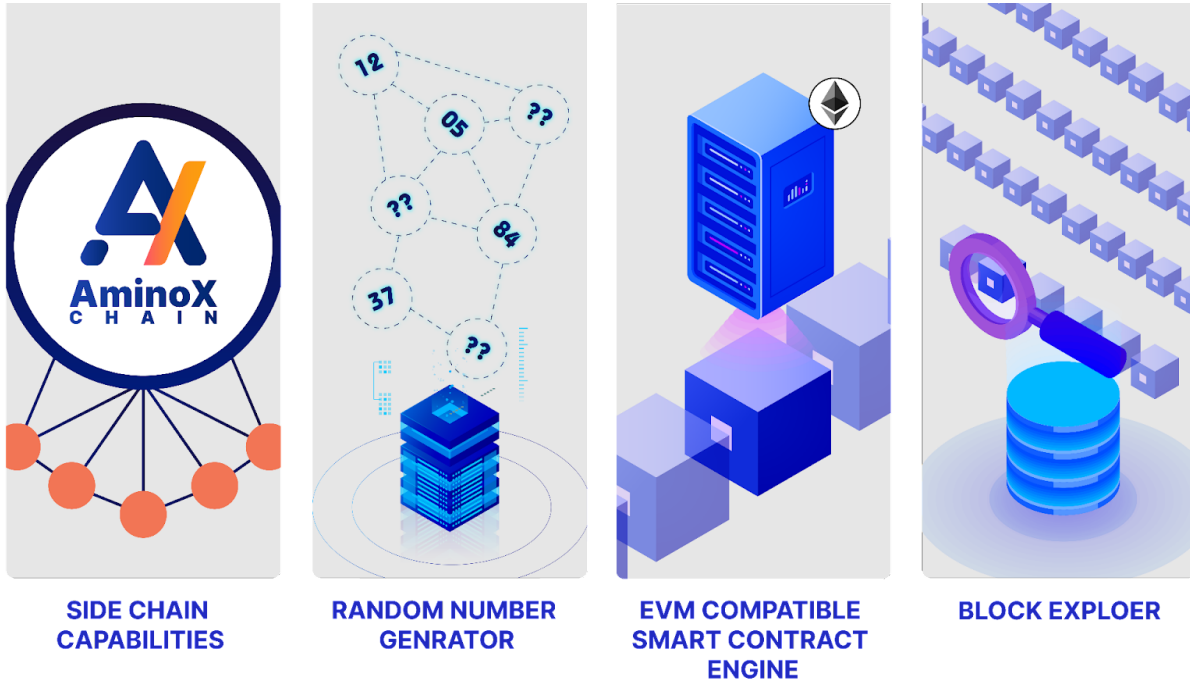 AminoX
CHAIN
12
05
??
??
84
37
??
SIDE CHAIN
CAPABILITIES
RANDOM NUMBER
GENRATOR
EVM COMPATIBLE
SMART CONTRACT
ENGINE
BLOCK EXPLOER